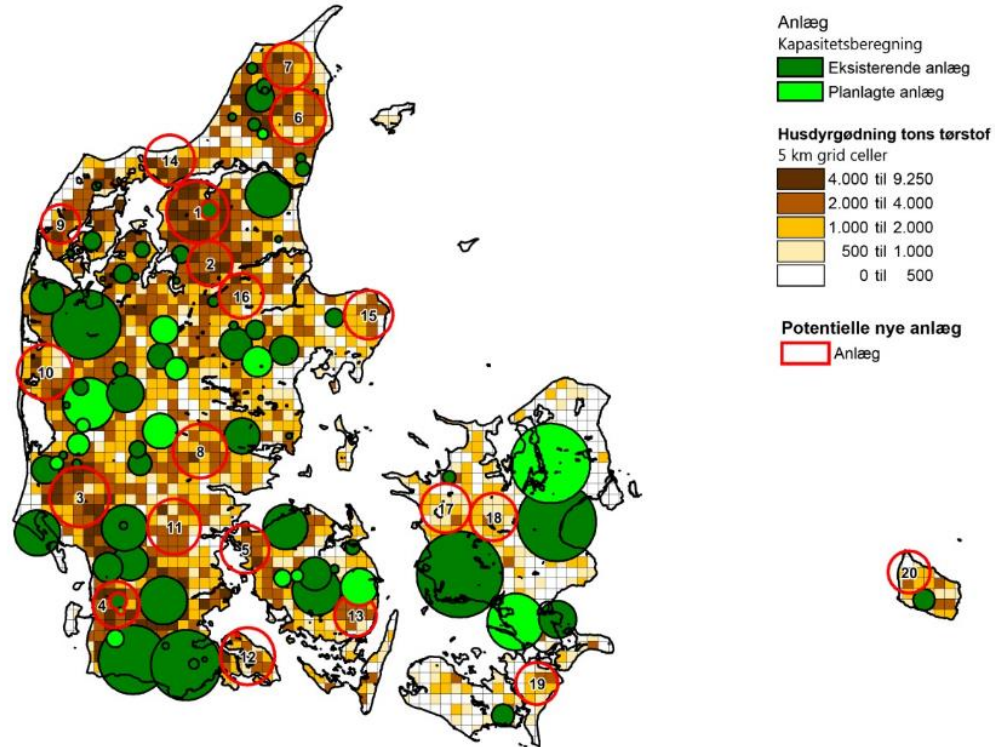 Anlæg
Kapasitetsberegning
Eksisterende anlæg
Planlagte anlæg
Husdyrgødning tons tørstof
5 km grid celler
4.000 til 9.250
2.000 til 4.000
1.000 til 2.000
500 til 1.000
0 til 500
Potentielle nye anlæg
Anlæg
7
6
14
1
9
2
16
15
10
8
3
17
18
11
5
20
4
13
12
19